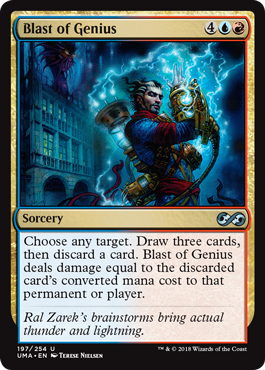 Blast of Genius 4
Sorcery
Choose any target. Draw three cards,
then discard a card. Blast of Genius
deals damage equal to the discarded
card's converted mana cost to that
permanent or player.
Ral Zarek's brainstorms bring actual
thunder and lightning.
197/254 U
UMA • EN Terese Nielsen
™ & © 2018 Wizards of the Coast